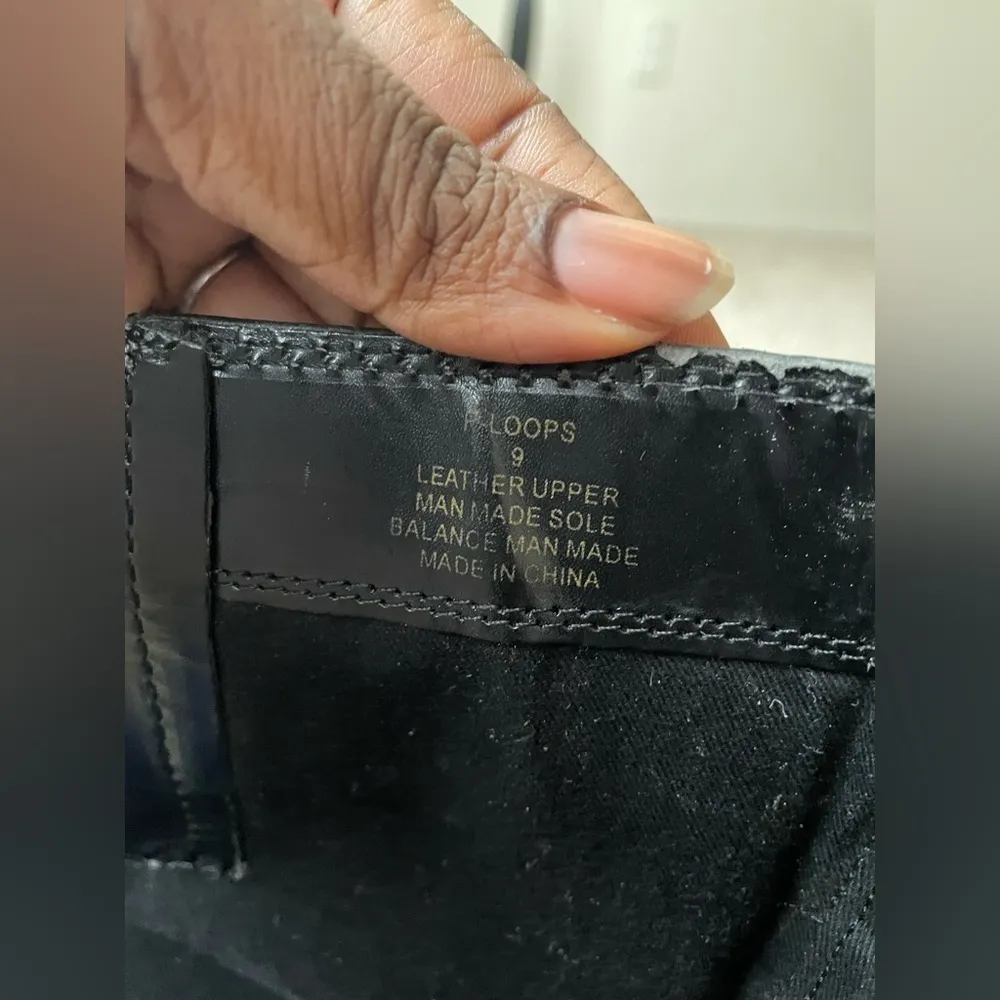 P-LOOPS
9
LEATHER UPPER
MAN MADE SOLE
BALANCE MAN MADE
MADE IN CHINA